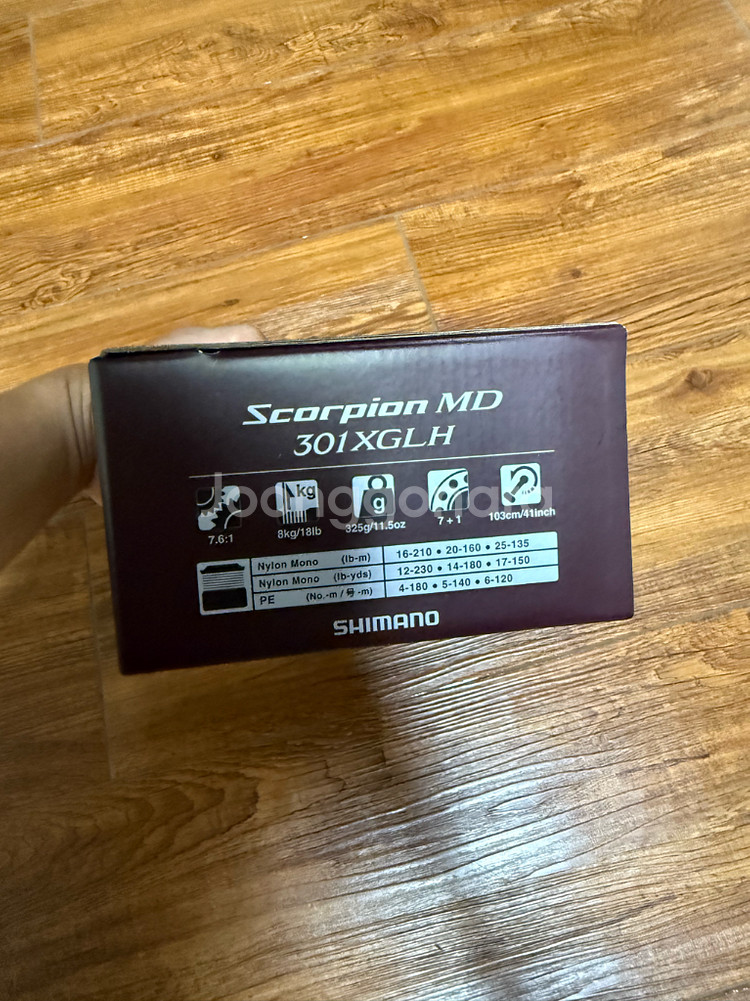 Scorpion MD
301XGLH
kg
g
7.6:1
8kg/18lb
325g/11.5oz
7 + 1
103cm/41inch
Nylon Mono (lb-m) 16-210 • 20-160 • 25-135
Nylon Mono (lb-yds) 12-230 • 14-180 • 17-150
PE (No.-m /号-m) 4-180 • 5-140 • 6-120
SHIMANO
Joonggonara